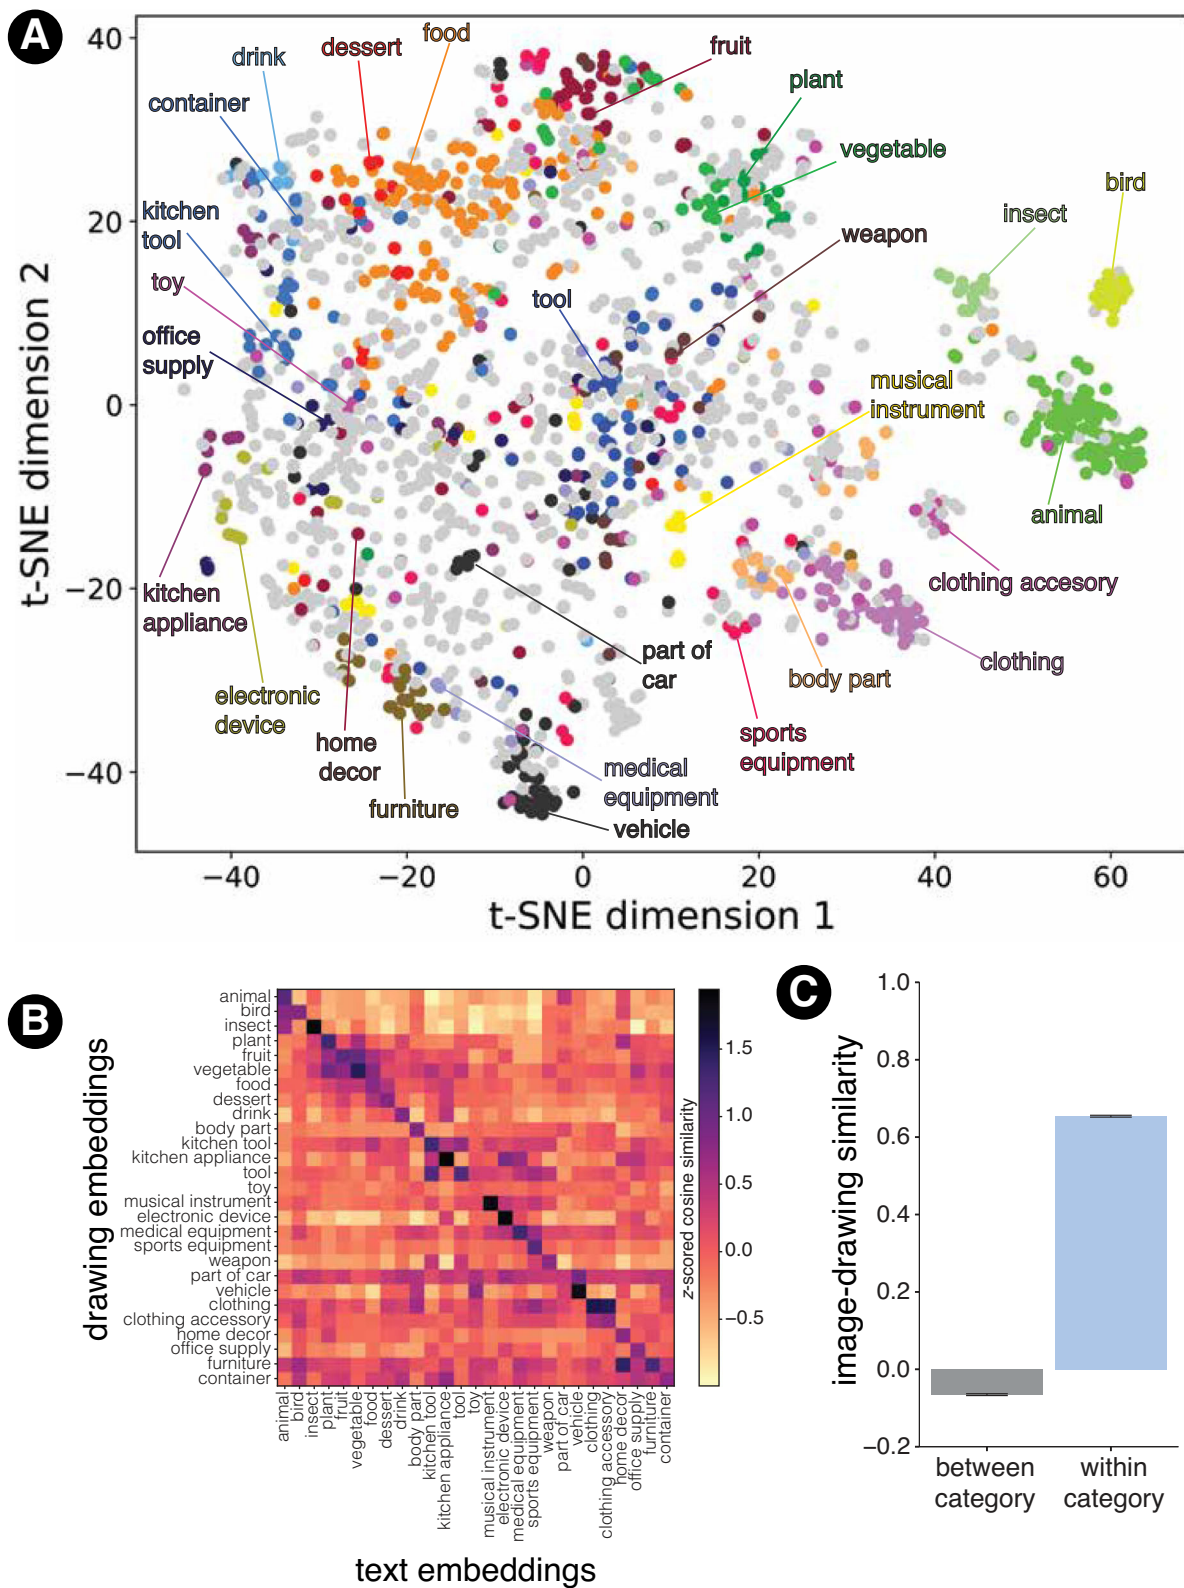 A
40
20
0
−20
−40
t-SNE dimension 2
drink
dessert
food
fruit
container
plant
vegetable
bird
kitchen
tool
insect
weapon
toy
tool
office
supply
musical
instrument
animal
kitchen
appliance
clothing accesory
part of
car
clothing
body part
electronic
device
sports
equipment
home
decor
medical
equipment
furniture
vehicle
−40
−20
0
20
40
60
t-SNE dimension 1
B
drawing embeddings
animal
bird
insect
plant
fruit
vegetable
food
dessert
drink
body part
kitchen tool
kitchen appliance
tool
toy
musical instrument
electronic device
medical equipment
sports equipment
weapon
part of car
vehicle
clothing
clothing accessory
home decor
office supply
furniture
container
animal
bird
insect
plant
fruit
vegetable
food
dessert
drink
body part
kitchen tool
kitchen appliance
tool
toy
musical instrument
electronic device
medical equipment
sports equipment
weapon
part of car
vehicle
clothing
clothing accessory
home decor
office supply
furniture
container
text embeddings
z-scored cosine similarity
1.5
1.0
0.5
0.0
−0.5
C
image-drawing similarity
1.0
0.8
0.6
0.4
0.2
0.0
−0.2
between
category
within
category